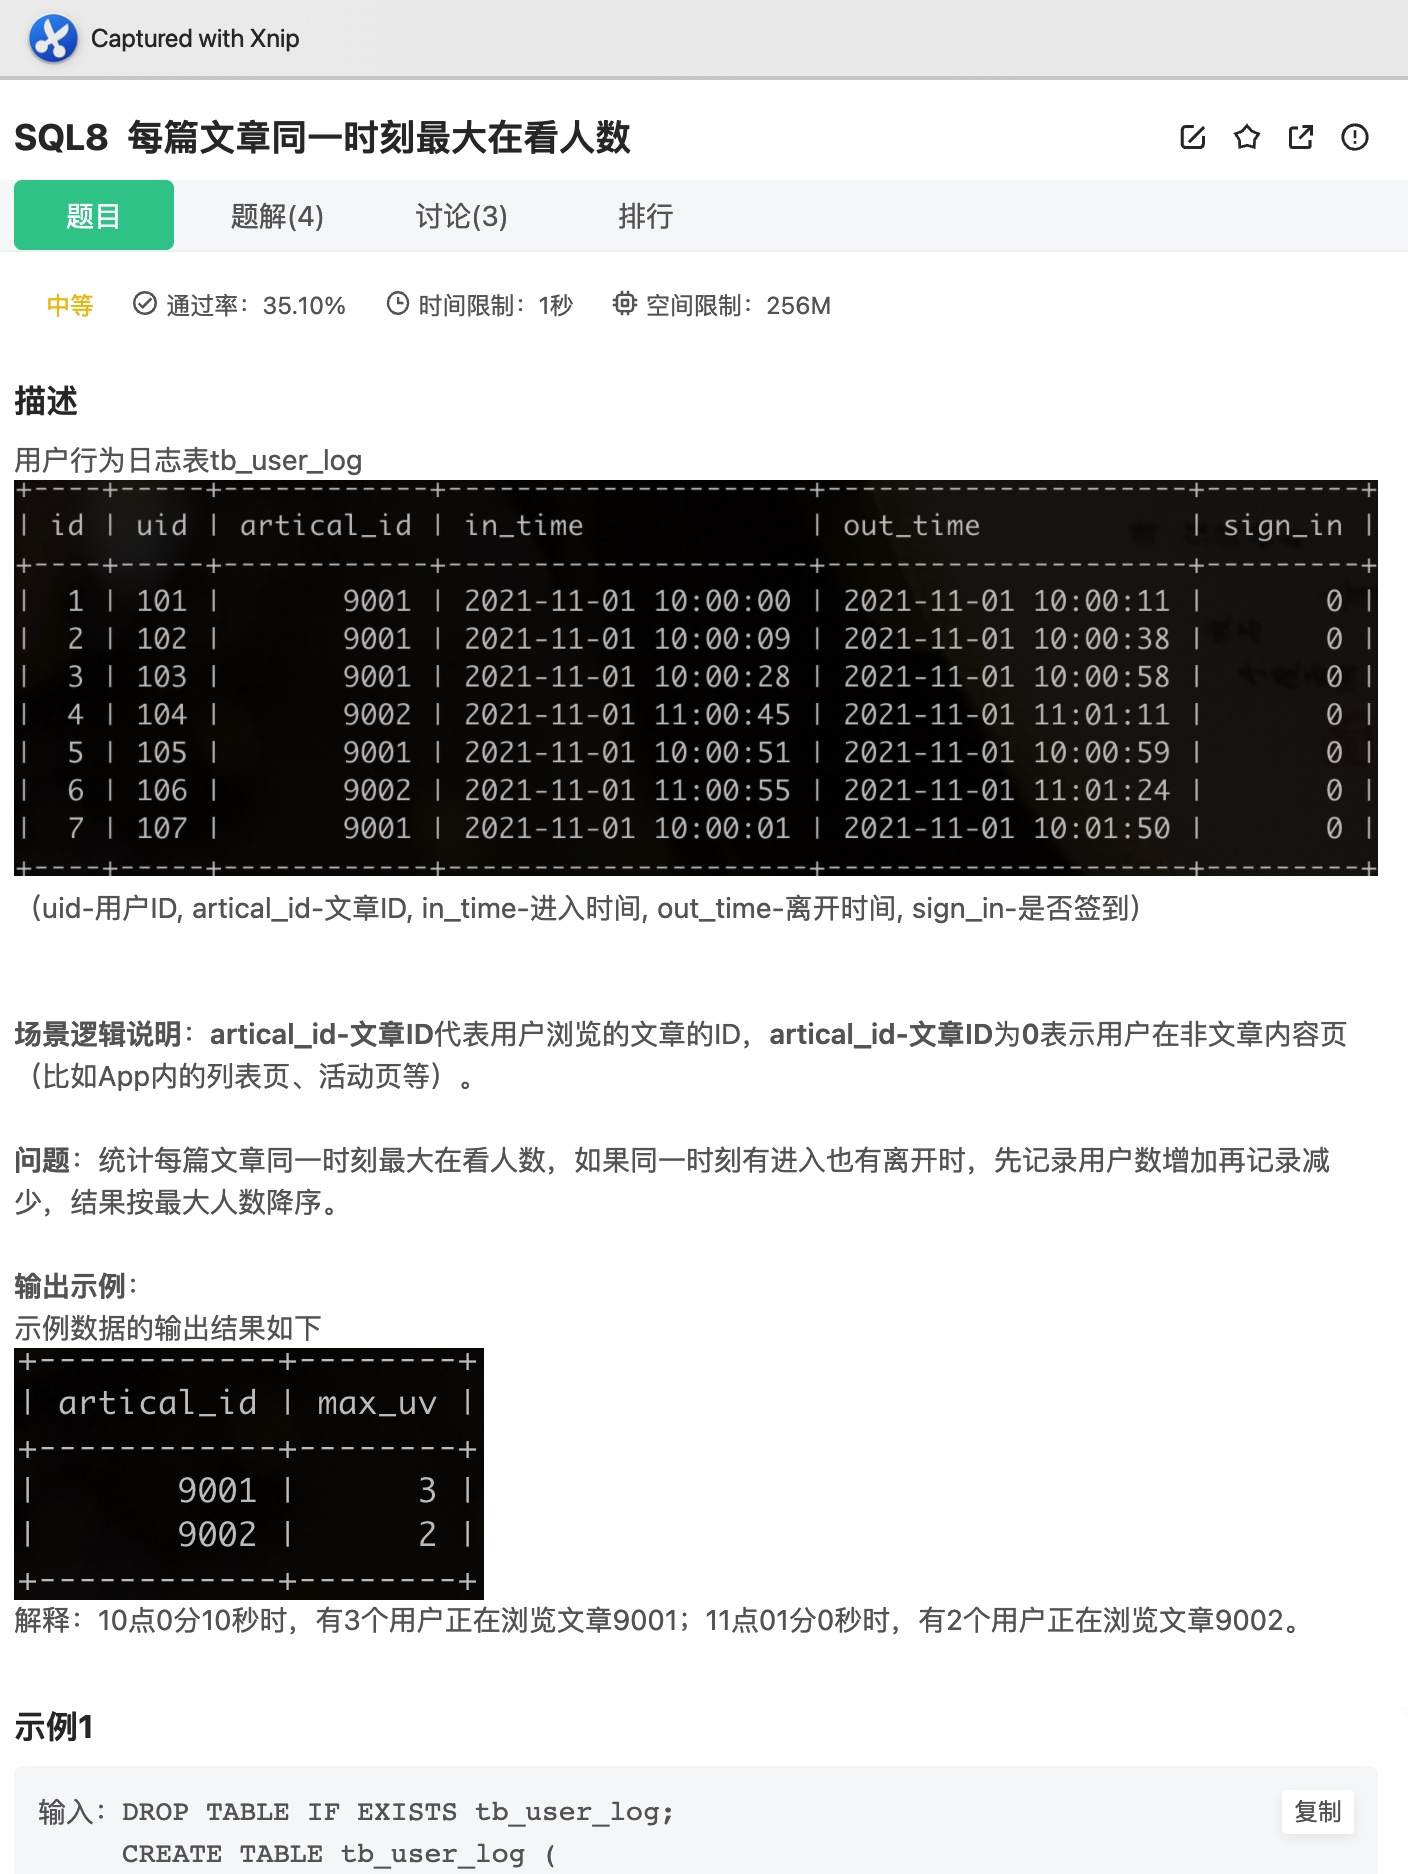 Captured with Xnip
SQL8 每篇文章同一时刻最大在看人数
题目 题解(4) 讨论(3) 排行
中等 通过率：35.10% 时间限制：1秒 空间限制：256M
描述
用户行为日志表tb_user_log
+----+-----+------------+---------------------+---------------------+---------+
| id | uid | artical_id | in_time             | out_time            | sign_in |
+----+-----+------------+---------------------+---------------------+---------+
|  1 | 101 |       9001 | 2021-11-01 10:00:00 | 2021-11-01 10:00:11 |       0 |
|  2 | 102 |       9001 | 2021-11-01 10:00:09 | 2021-11-01 10:00:38 |       0 |
|  3 | 103 |       9001 | 2021-11-01 10:00:28 | 2021-11-01 10:00:58 |       0 |
|  4 | 104 |       9002 | 2021-11-01 11:00:45 | 2021-11-01 11:01:11 |       0 |
|  5 | 105 |       9001 | 2021-11-01 10:00:51 | 2021-11-01 10:00:59 |       0 |
|  6 | 106 |       9002 | 2021-11-01 11:00:55 | 2021-11-01 11:01:24 |       0 |
|  7 | 107 |       9001 | 2021-11-01 10:00:01 | 2021-11-01 10:01:50 |       0 |
+----+-----+------------+---------------------+---------------------+---------+
（uid-用户ID, artical_id-文章ID, in_time-进入时间, out_time-离开时间, sign_in-是否签到）
场景逻辑说明：artical_id-文章ID代表用户浏览的文章的ID，artical_id-文章ID为0表示用户在非文章内容页
（比如App内的列表页、活动页等）。
问题：统计每篇文章同一时刻最大在看人数，如果同一时刻有进入也有离开时，先记录用户数增加再记录减
少，结果按最大人数降序。
输出示例：
示例数据的输出结果如下
+------------+--------+
| artical_id | max_uv |
+------------+--------+
|       9001 |      3 |
|       9002 |      2 |
+------------+--------+
解释：10点0分10秒时，有3个用户正在浏览文章9001；11点01分0秒时，有2个用户正在浏览文章9002。
示例1
输入：DROP TABLE IF EXISTS tb_user_log; 复制
CREATE TABLE tb_user_log (